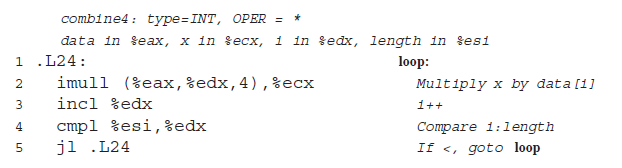 combine4: type=INT, OPER = *
data in %eax, x in %ecx, i in %edx, length in %esi
1 .L24: loop:
2 imull (%eax,%edx,4),%ecx Multiply x by data[i]
3 incl %edx i++
4 cmpl %esi,%edx Compare i:length
5 jl .L24 If <, goto loop